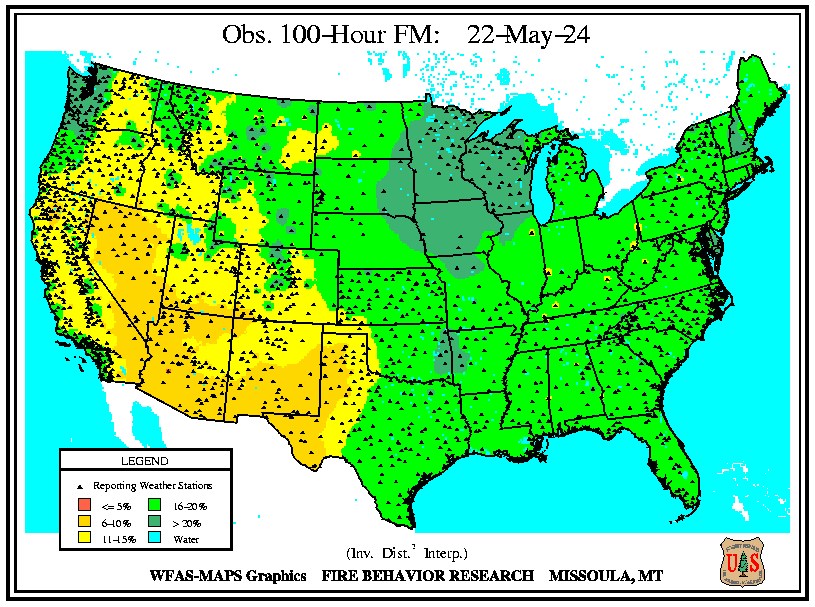 Obs. 100-Hour FM: 22-May-24
LEGEND
Reporting Weather Stations
<= 5% 16-20%
6-10% > 20%
11-15% Water
(Inv. Dist.² Interp.)
WFAS-MAPS Graphics FIRE BEHAVIOR RESEARCH MISSOULA, MT
U S